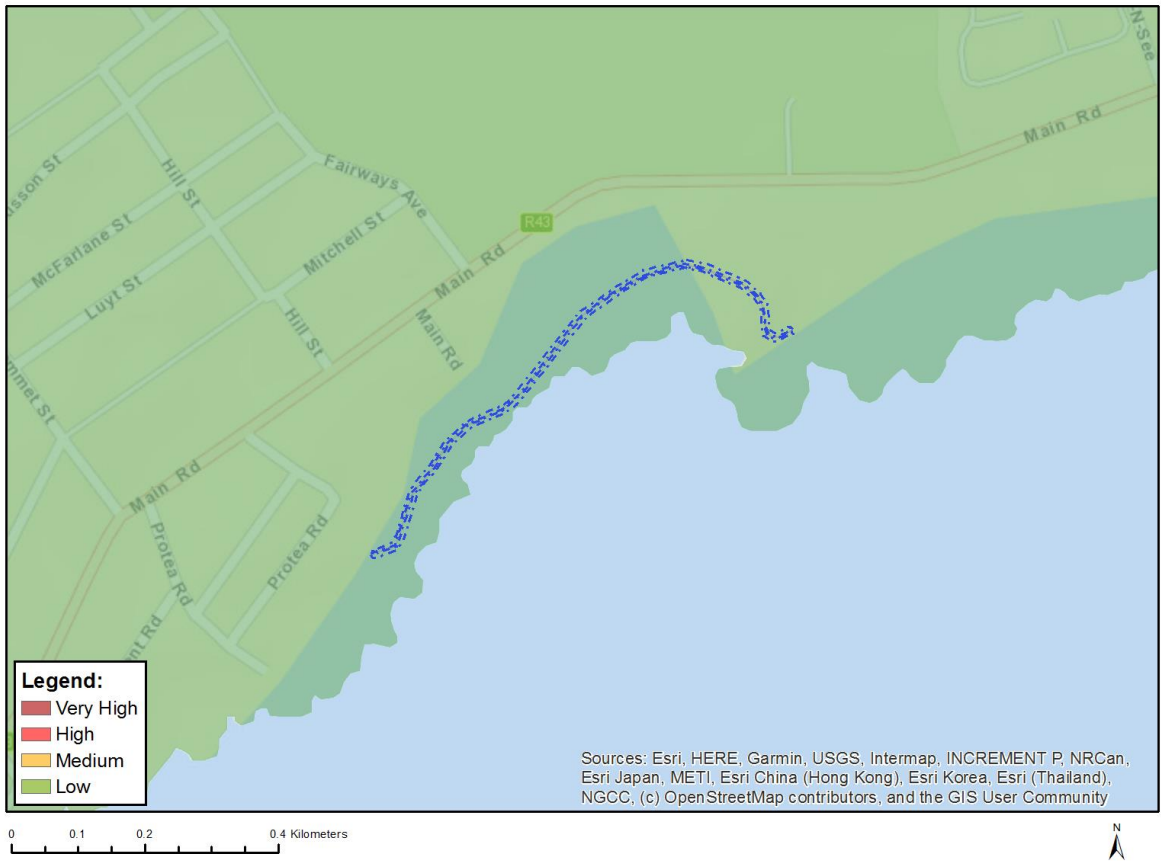 N-See
Main Rd
Fairways Ave
Hill St
R43
McFarlane St
Mitchell St
Main Rd
Luyt St
Hill St
Main Rd
Main Rd
Protea Rd
Protea Rd
Legend:
Very High
High
Medium
Low
Sources: Esri, HERE, Garmin, USGS, Intermap, INCREMENT P, NRCan,
Esri Japan, METI, Esri China (Hong Kong), Esri Korea, Esri (Thailand),
NGCC, (c) OpenStreetMap contributors, and the GIS User Community
0 0.1 0.2 0.4 Kilometers
N